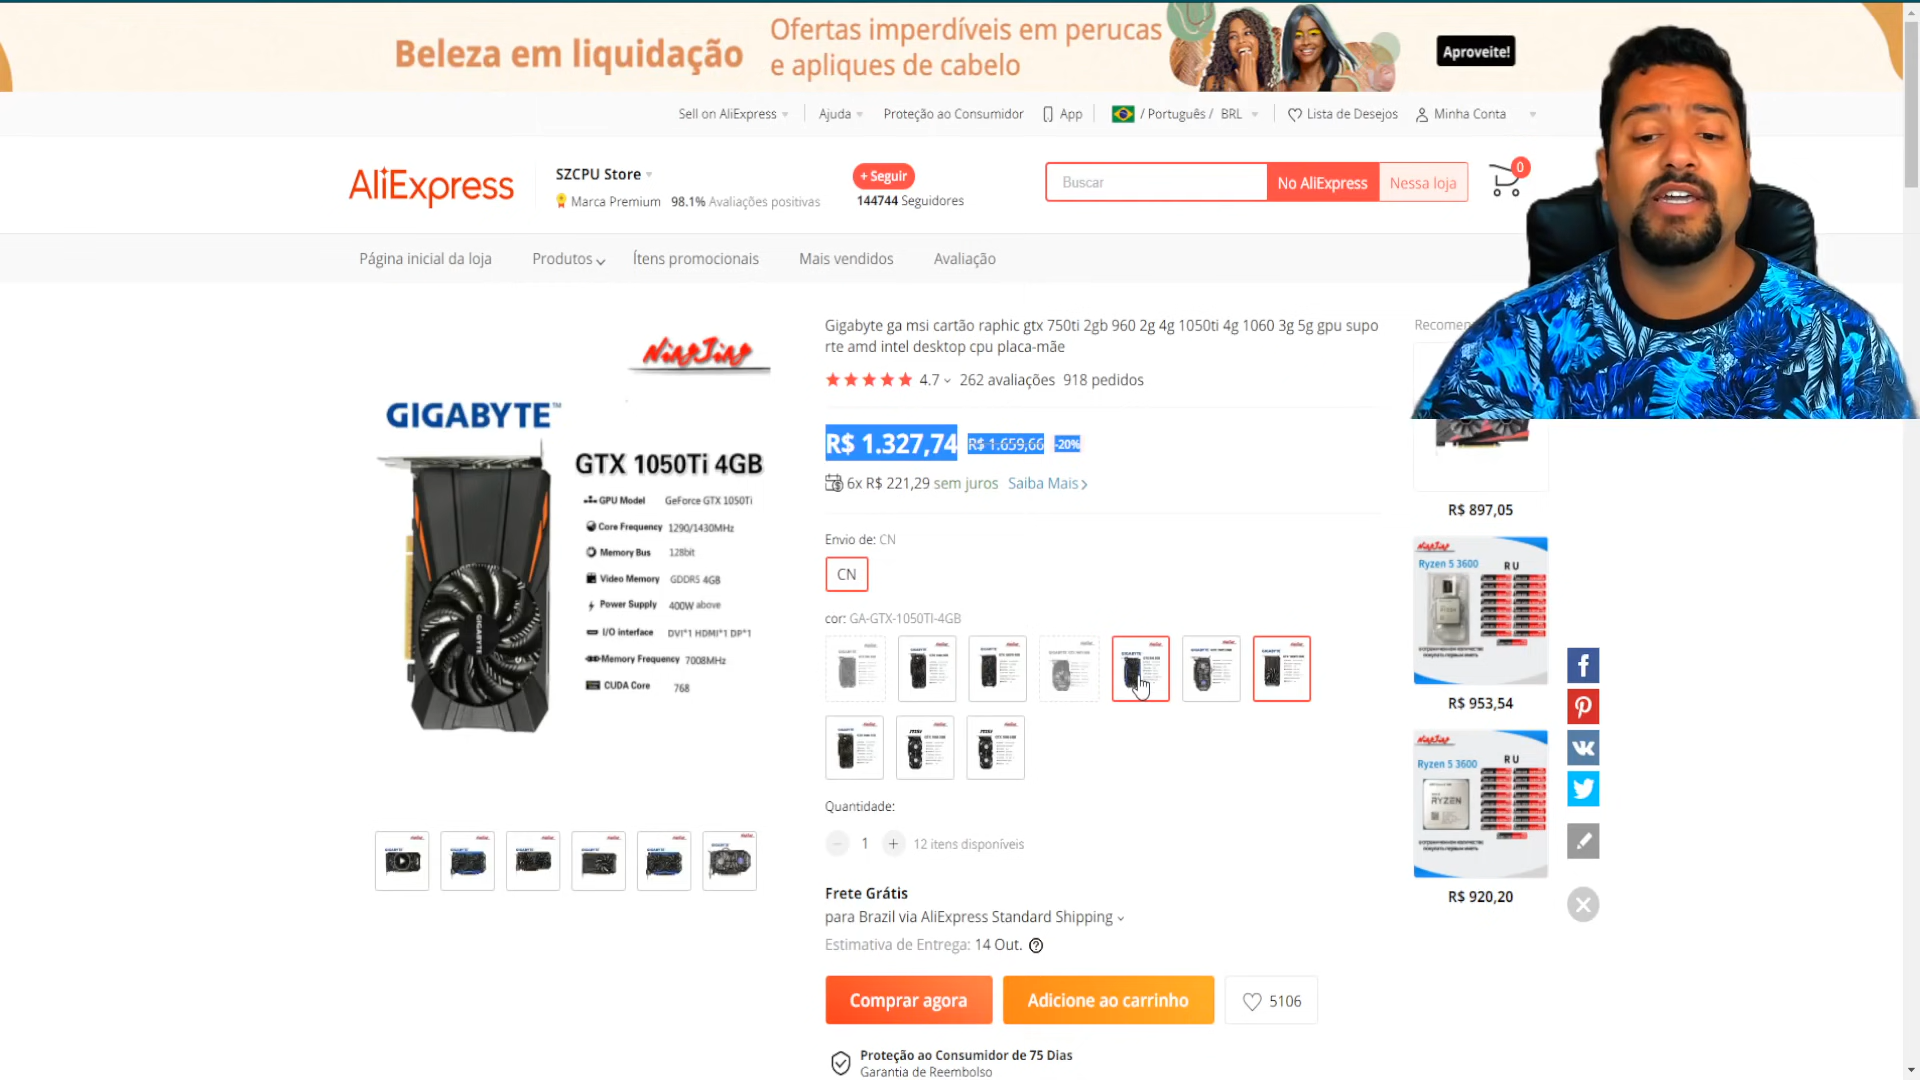 Beleza em liquidação
Ofertas imperdíveis em perucas
e apliques de cabelo
Aproveite!
Sell on AliExpress
Ajuda
Proteção ao Consumidor
App
/ Português / BRL
Lista de Desejos
Minha Conta
AliExpress
SZCPU Store
Marca Premium 98.1% Avaliações positivas
+ Seguir
144744 Seguidores
Buscar
No AliExpress
Nessa loja
0
Página inicial da loja
Produtos
Ítens promocionais
Mais vendidos
Avaliação
NingJing
GIGABYTE™
GTX 1050Ti 4GB
GPU Model GeForce GTX 1050Ti
Core Frequency 1290/1430MHz
Memory Bus 128bit
Video Memory GDDR5 4GB
Power Supply 400W above
I/O interface DVI*1 HDMI*1 DP*1
Memory Frequency 7008MHz
CUDA Core 768
GIGABYTE
Gigabyte ga msi cartão raphic gtx 750ti 2gb 960 2g 4g 1050ti 4g 1060 3g 5g gpu supo
rte amd intel desktop cpu placa-mãe
4.7
262 avaliações
918 pedidos
R$ 1.327,74
R$ 1.659,66
-20%
6x R$ 221,29 sem juros Saiba Mais
Envio de: CN
CN
cor: GA-GTX-1050TI-4GB
Quantidade:
1
12 itens disponíveis
Frete Grátis
para Brazil via AliExpress Standard Shipping
Estimativa de Entrega: 14 Out.
Comprar agora
Adicione ao carrinho
5106
Proteção ao Consumidor de 75 Dias
Garantia de Reembolso
Recomen
R$ 897,05
NingJing
Ryzen 5 3600
RU
R$ 953,54
NingJing
Ryzen 5 3600
RU
RYZEN
R$ 920,20